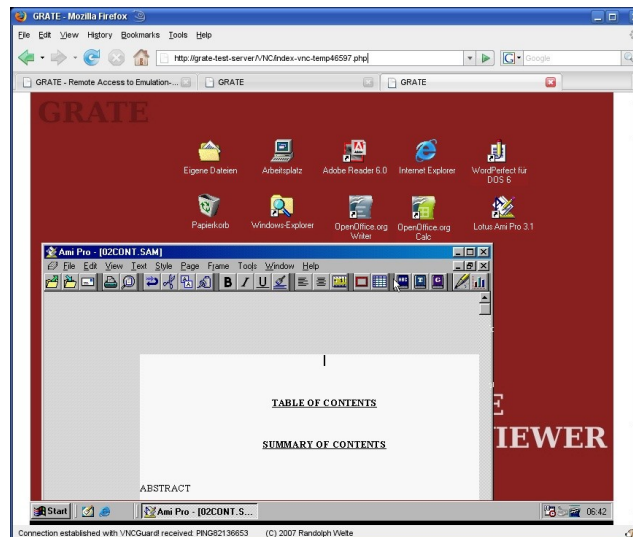 GRATE - Mozilla Firefox
File Edit View History Bookmarks Tools Help
http://grate-test-server/VNC/index-vnc-temp46597.php
Google
GRATE - Remote Access to Emulation-...
GRATE
GRATE
GRATE
Eigene Dateien
Arbeitsplatz
Adobe Reader 6.0
Internet Explorer
WordPerfect für
DOS 6
Papierkorb
Windows-Explorer
OpenOffice.org
Writer
OpenOffice.org
Calc
Lotus Ami Pro 3.1
Ami Pro - [02CONT.SAM]
File Edit View Text Style Page Frame Tools Window Help
B I U
TABLE OF CONTENTS
SUMMARY OF CONTENTS
ABSTRACT
E
IEWER
Start
Ami Pro - [02CONT.S...
06:42
Connection established with VNCGuard! received: PING82136653 (C) 2007 Randolph Welte